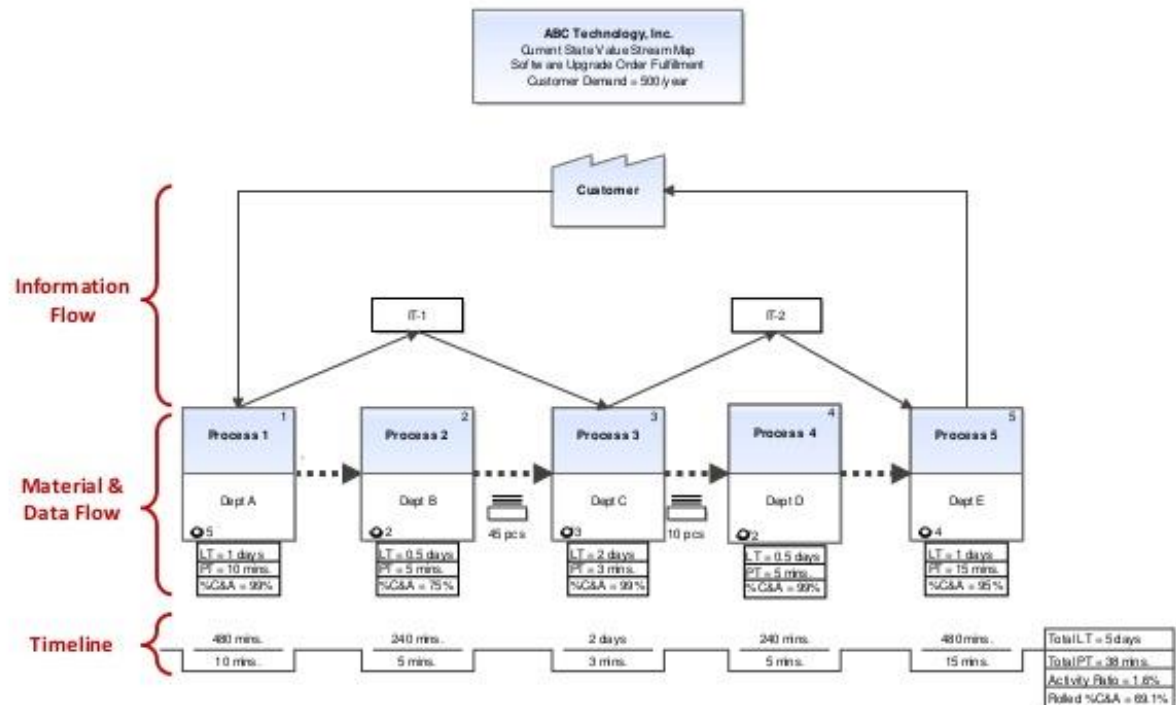 ABC Technology, Inc.
Current State Value Stream Map
Software Upgrade Order Fulfillment
Customer Demand = 500/year
Customer
Information
Flow
IT-1
IT-2
1
Process 1
2
Process 2
3
Process 3
4
Process 4
5
Process 5
Material &
Data Flow
Dept A
Dept B
Dept C
Dept D
Dept E
5
2
45 pcs
3
10 pcs
2
4
LT = 1 days
PT = 10 mins.
%C&A = 99%
LT = 0.5 days
PT = 5 mins.
%C&A = 75%
LT = 2 days
PT = 3 mins.
%C&A = 99%
LT = 0.5 days
PT = 5 mins.
%C&A = 99%
LT = 1 days
PT = 15 mins.
%C&A = 95%
Timeline
480 mins.
10 mins.
240 mins.
5 mins.
2 days
3 mins.
240 mins.
5 mins.
480 mins.
15 mins.
Total LT = 5 days
Total PT = 38 mins.
Activity Ratio = 1.6%
Rolled %C&A = 69.1%